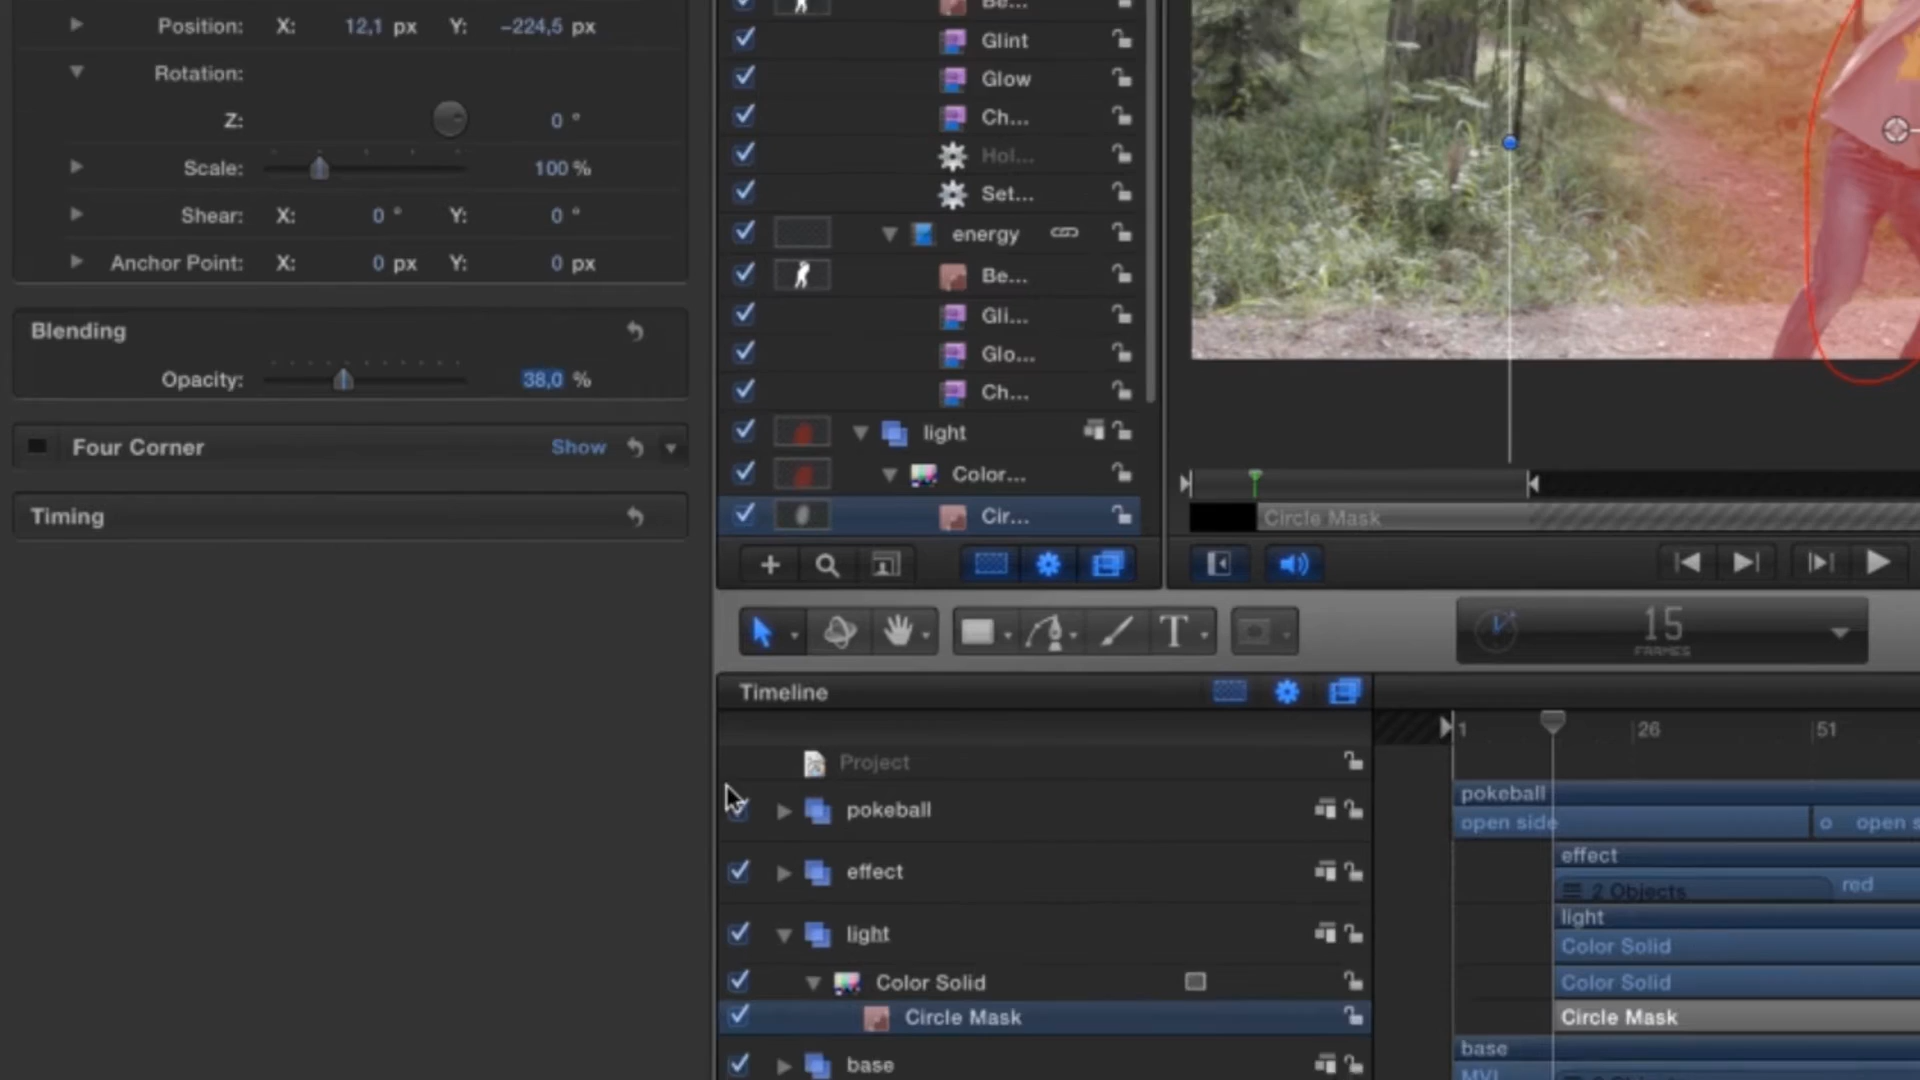 Position: X: 12,1 px Y: -224,5 px
Rotation:
Z: 0 °
Scale: 100 %
Shear: X: 0 ° Y: 0 °
Anchor Point: X: 0 px Y: 0 px
Blending
Opacity: 38,0 %
Four Corner Show
Timing
Be...
Glint
Glow
Ch...
Hol...
Set...
energy
Be...
Gli...
Glo...
Ch...
light
Color...
Cir...
Circle Mask
T
15
FRAMES
Timeline
1 26 51
Project
pokeball
effect
light
Color Solid
Circle Mask
base
pokeball
open side o open s
effect
2 Objects red
light
Color Solid
Color Solid
Circle Mask
base